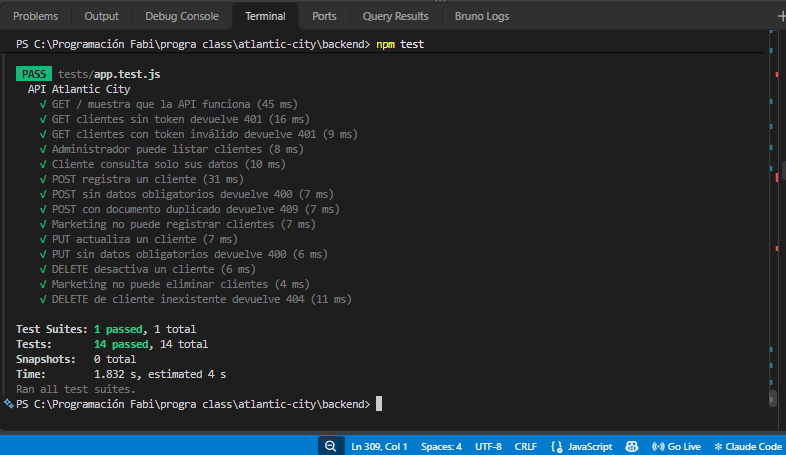 Problems Output Debug Console Terminal Ports Query Results Bruno Logs
PS C:\Programación Fabi\progra class\atlantic-city\backend> npm test
PASS tests/app.test.js
API Atlantic City
√ GET / muestra que la API funciona (45 ms)
√ GET clientes sin token devuelve 401 (16 ms)
√ GET clientes con token inválido devuelve 401 (9 ms)
√ Administrador puede listar clientes (8 ms)
√ Cliente consulta solo sus datos (10 ms)
√ POST registra un cliente (31 ms)
√ POST sin datos obligatorios devuelve 400 (7 ms)
√ POST con documento duplicado devuelve 409 (7 ms)
√ Marketing no puede registrar clientes (7 ms)
√ PUT actualiza un cliente (7 ms)
√ PUT sin datos obligatorios devuelve 400 (6 ms)
√ DELETE desactiva un cliente (6 ms)
√ Marketing no puede eliminar clientes (4 ms)
√ DELETE de cliente inexistente devuelve 404 (11 ms)
Test Suites: 1 passed, 1 total
Tests: 14 passed, 14 total
Snapshots: 0 total
Time: 1.832 s, estimated 4 s
Ran all test suites.
PS C:\Programación Fabi\progra class\atlantic-city\backend>
Ln 309, Col 1 Spaces: 4 UTF-8 CRLF {} JavaScript Go Live Claude Code